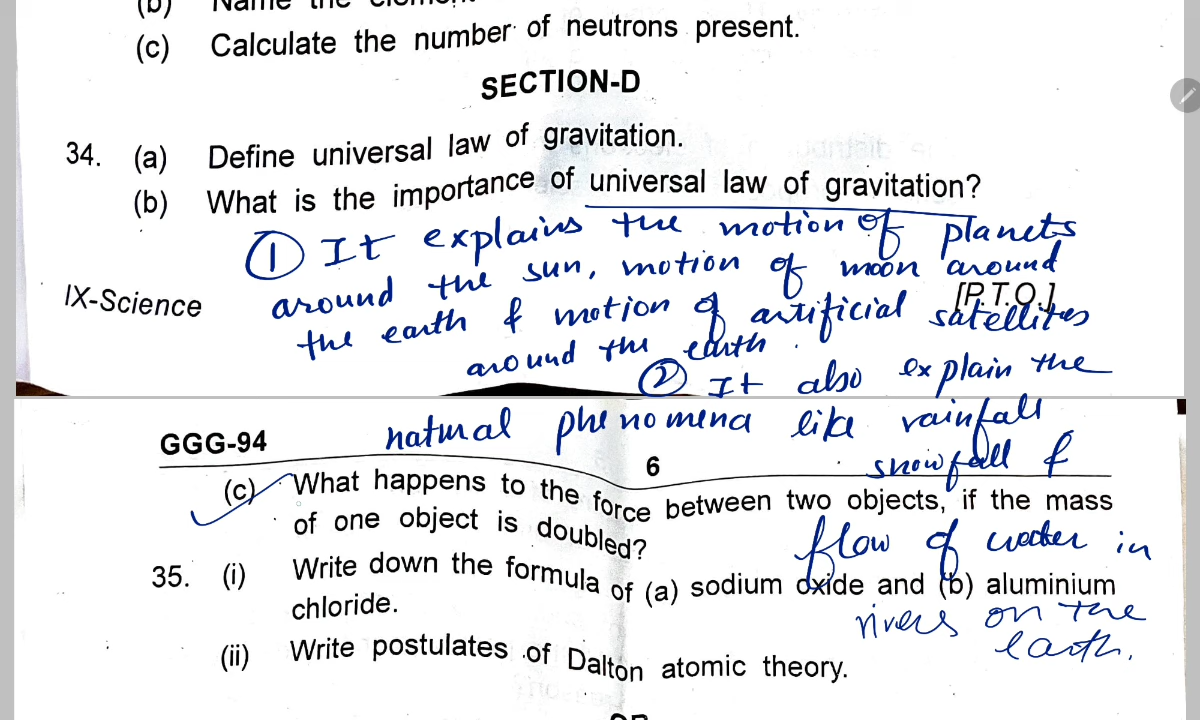 (b) Name the element
(c) Calculate the number of neutrons present.
SECTION-D
34. (a) Define universal law of gravitation.
(b) What is the importance of universal law of gravitation?
① It explains the motion of planets
around the sun, motion of moon around
IX-Science
[P.T.O.]
the earth & motion of artificial satellites
around the earth.
② It also explain the
natural phenomena like rainfall
GGG-94
6
snowfall &
(c) What happens to the force between two objects, if the mass
of one object is doubled?
flow of water in
35. (i) Write down the formula of (a) sodium oxide and (b) aluminium
chloride.
rivers on the
earth.
(ii) Write postulates of Dalton atomic theory.
OR